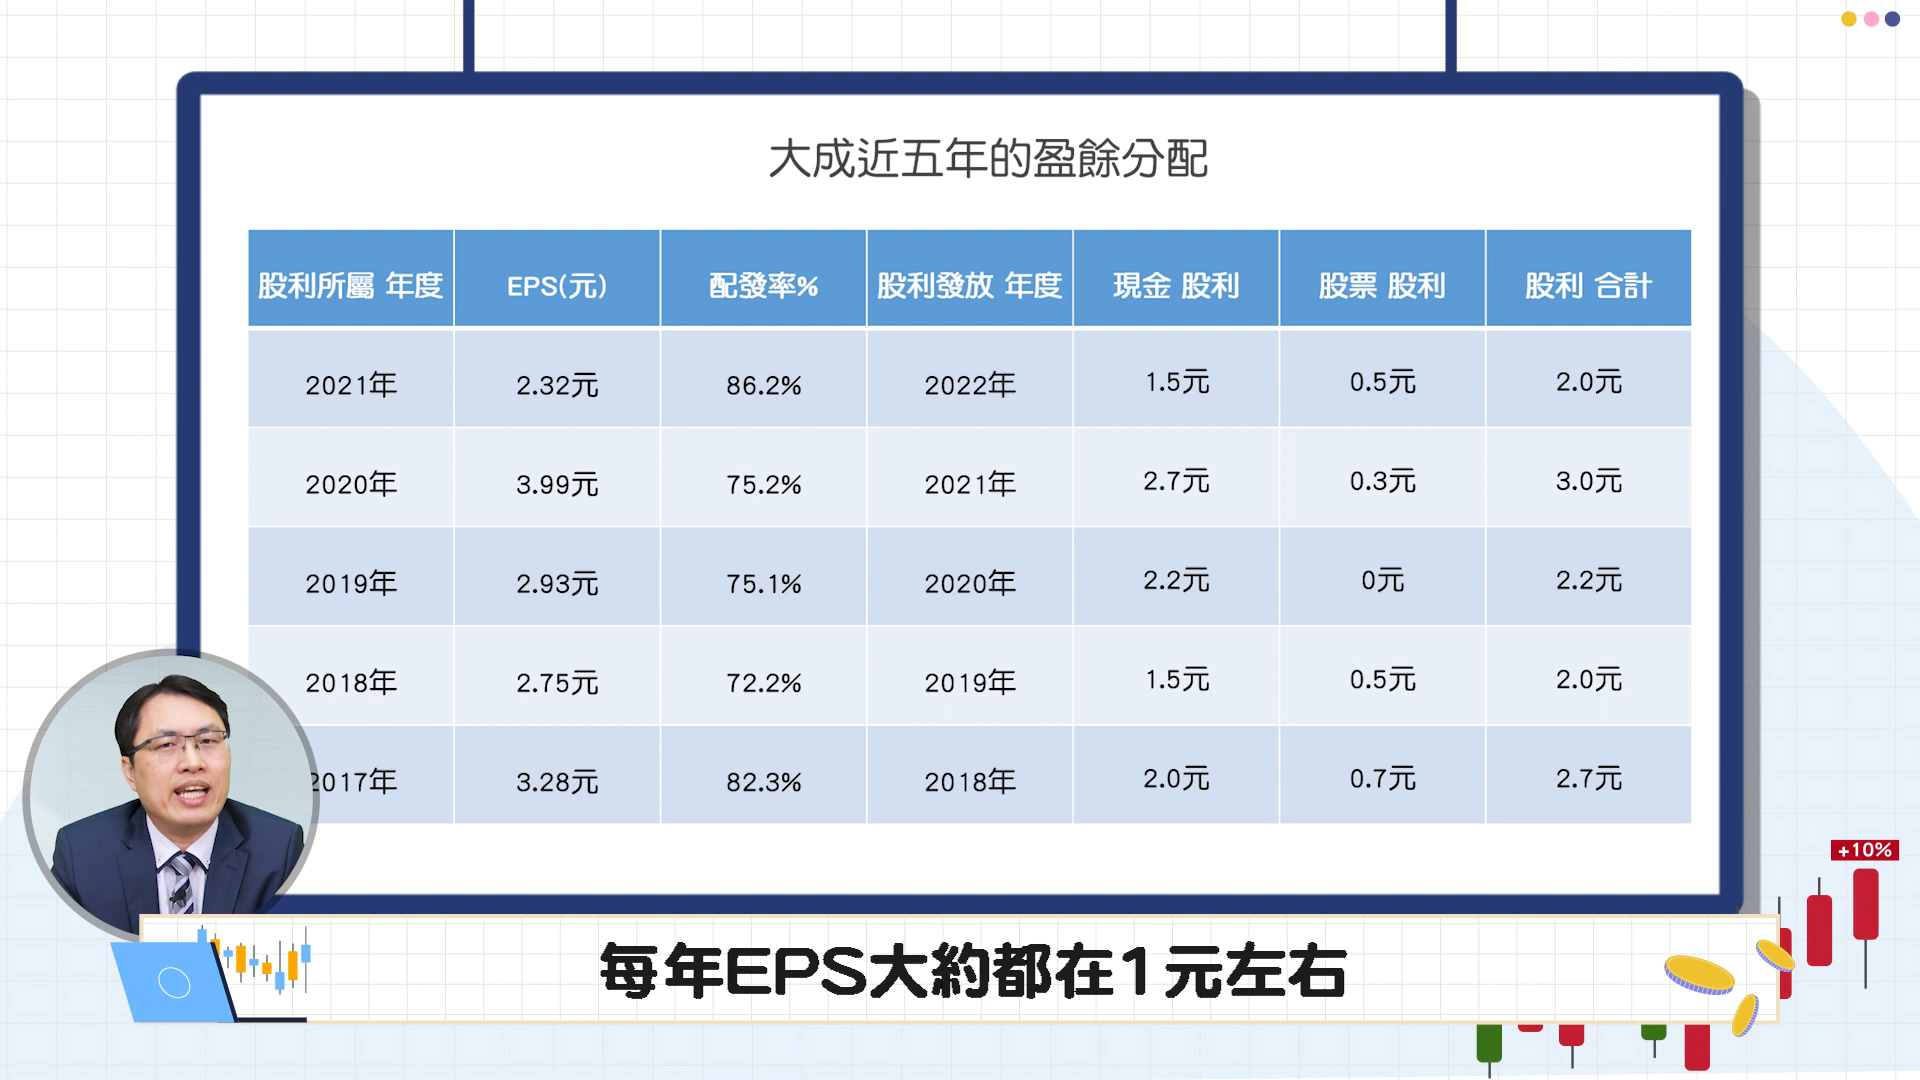 大成近五年的盈餘分配
股利所屬 年度 EPS(元) 配發率% 股利發放 年度 現金 股利 股票 股利 股利 合計
2021年 2.32元 86.2% 2022年 1.5元 0.5元 2.0元
2020年 3.99元 75.2% 2021年 2.7元 0.3元 3.0元
2019年 2.93元 75.1% 2020年 2.2元 0元 2.2元
2018年 2.75元 72.2% 2019年 1.5元 0.5元 2.0元
2017年 3.28元 82.3% 2018年 2.0元 0.7元 2.7元
+10%
每年EPS大約都在1元左右